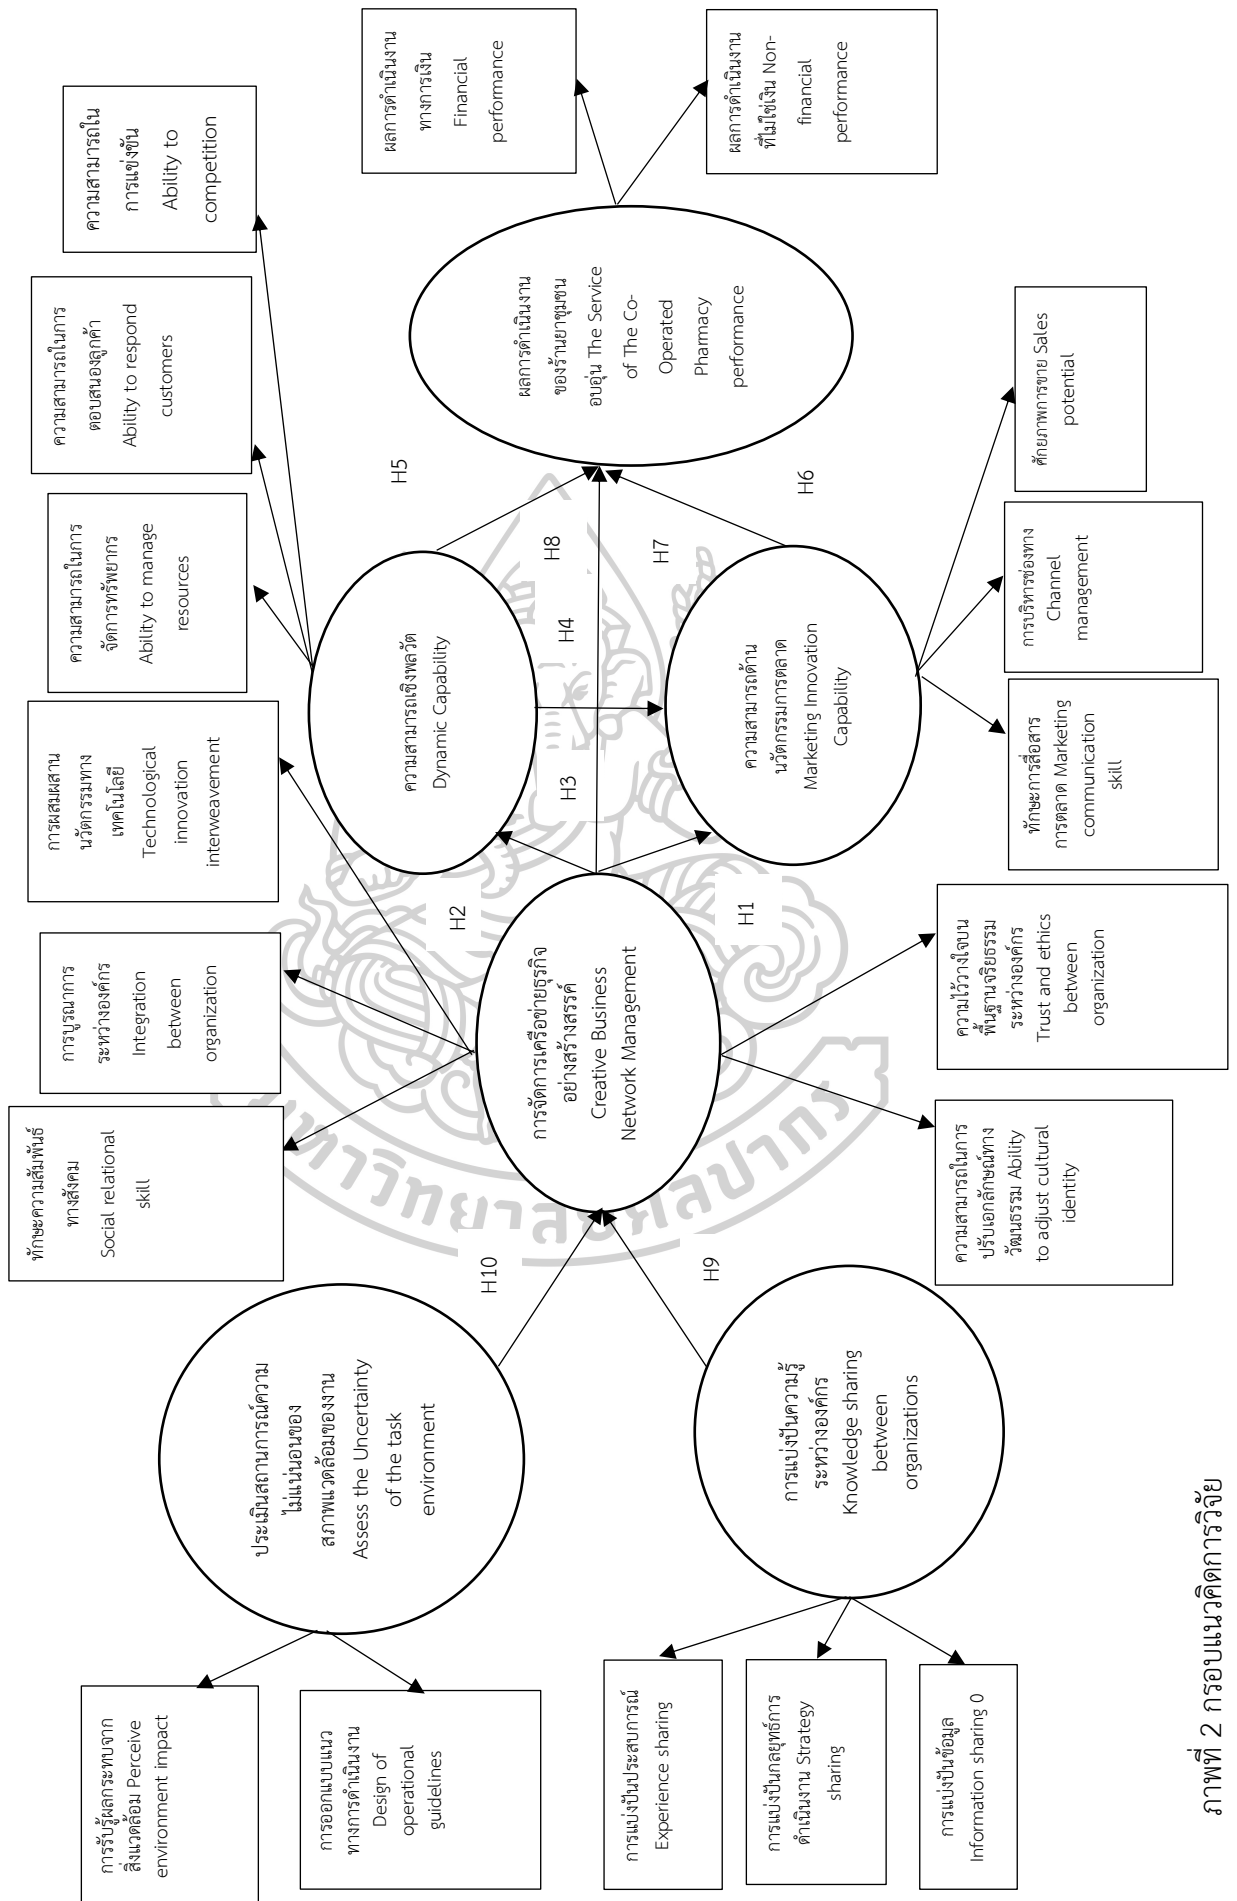 การรับรู้ผลกระทบจาก
สิ่งแวดล้อม Perceive
environment impact
การออกแบบแนว
ทางการดำเนินงาน
Design of
operational
guidelines
การแบ่งปันประสบการณ์
Experience sharing
การแบ่งปันกลยุทธ์การ
ดำเนินงาน Strategy
sharing
การแบ่งปันข้อมูล
Information sharing 0
ประเมินสถานการณ์ความ
ไม่แน่นอนของ
สภาพแวดล้อมของงาน
Assess the Uncertainty
of the task
environment
การแบ่งปันความรู้
ระหว่างองค์กร
Knowledge sharing
between
organizations
H10
H9
ทักษะความสัมพันธ์
ทางสังคม
Social relational
skill
การบูรณาการ
ระหว่างองค์กร
Integration
between
organization
การผสมผสาน
นวัตกรรมทาง
เทคโนโลยี
Technological
innovation
interweavement
การจัดการเครือข่ายธุรกิจ
อย่างสร้างสรรค์
Creative Business
Network Management
ความสามารถในการ
ปรับเอกลักษณ์ทาง
วัฒนธรรม Ability
to adjust cultural
identity
ความไว้วางใจบน
พื้นฐานจริยธรรม
ระหว่างองค์กร
Trust and ethics
between
organization
H2
H1
ความสามารถในการ
จัดการทรัพยากร
Ability to manage
resources
ความสามารถในการ
ตอบสนองลูกค้า
Ability to respond
customers
ความสามารถใน
การแข่งขัน
Ability to
competition
ความสามารถเชิงพลวัต
Dynamic Capability
H3
H4
H8
H7
ความสามารถด้าน
นวัตกรรมการตลาด
Marketing Innovation
Capability
ทักษะการสื่อสาร
การตลาด Marketing
communication
skill
การบริหารช่องทาง
Channel
management
ศักยภาพการขาย Sales
potential
H5
H6
ผลการดำเนินงาน
ของร้านยาชุมชน
อบอุ่น The Service
of The Co-
Operated
Pharmacy
performance
ผลการดำเนินงาน
ทางการเงิน
Financial
performance
ผลการดำเนินงาน
ที่ไม่ใช่เงิน Non-
financial
performance
มหาวิทยาลัยศิลปากร
ภาพที่ 2 กรอบแนวคิดการวิจัย